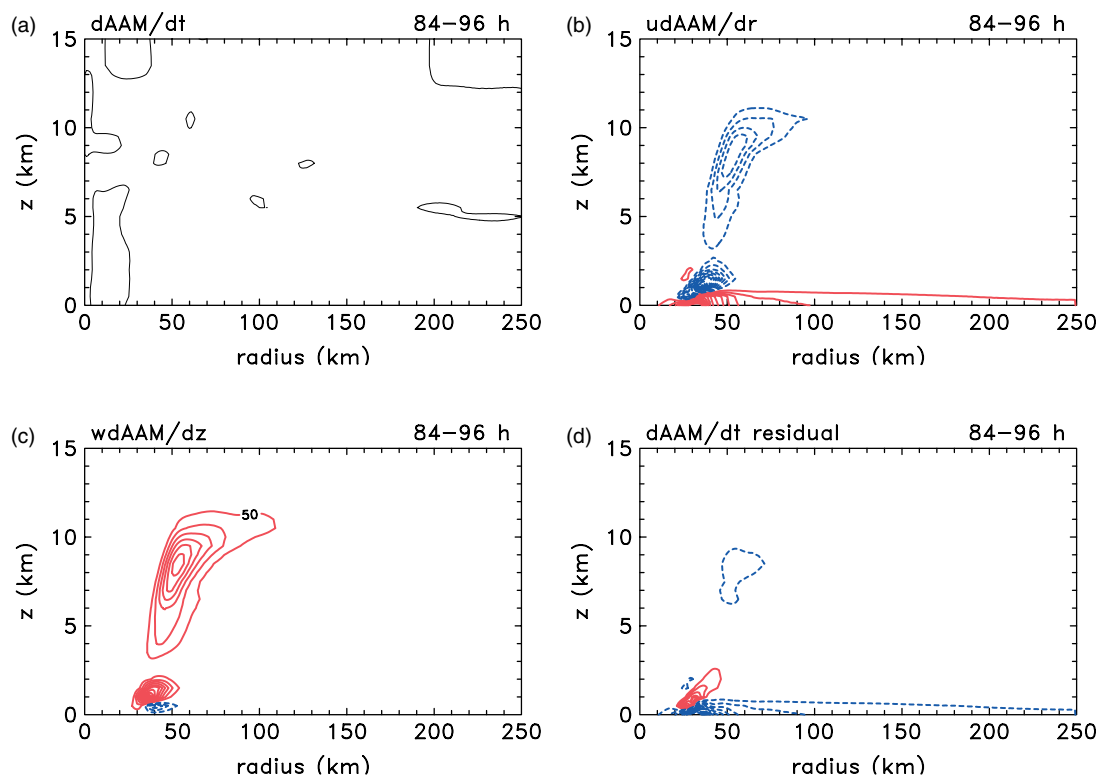 (a) dAAM/dt 84–96 h
15
10
5
0
z (km)
0 50 100 150 200 250
radius (km)
(b) udAAM/dr 84–96 h
15
10
5
0
z (km)
0 50 100 150 200 250
radius (km)
(c) wdAAM/dz 84–96 h
15
50
10
5
0
z (km)
0 50 100 150 200 250
radius (km)
(d) dAAM/dt residual 84–96 h
15
10
5
0
z (km)
0 50 100 150 200 250
radius (km)